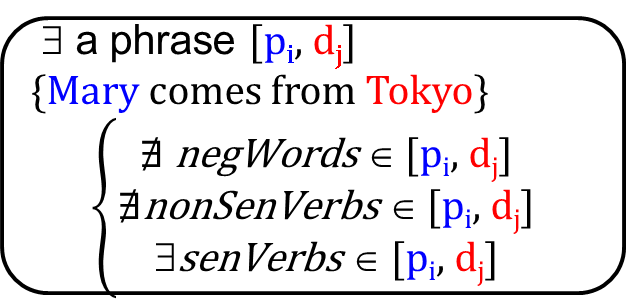 ∃ a phrase [pᵢ, dⱼ]
{Mary comes from Tokyo}
∄ negWords ∈ [pᵢ, dⱼ]
∄nonSenVerbs ∈ [pᵢ, dⱼ]
∃senVerbs ∈ [pᵢ, dⱼ]